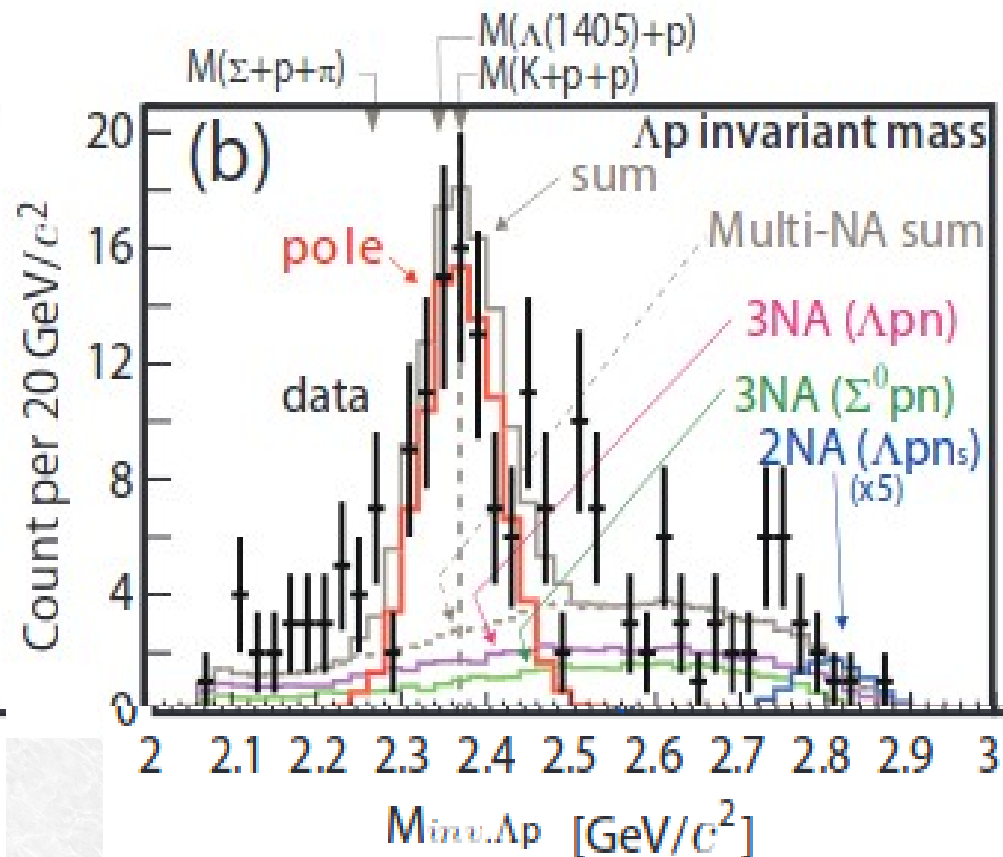 M(Λ(1405)+p)
M(Σ+p+π)
M(K+p+p)
(b)
Λp invariant mass
sum
pole
Multi-NA sum
3NA (Λpn)
data
3NA (Σ⁰pn)
2NA (Λpnₛ)
(x5)
Count per 20 GeV/c²
20
16
12
8
4
0
2 2.1 2.2 2.3 2.4 2.5 2.6 2.7 2.8 2.9 3
Minv.Λp [GeV/c²]